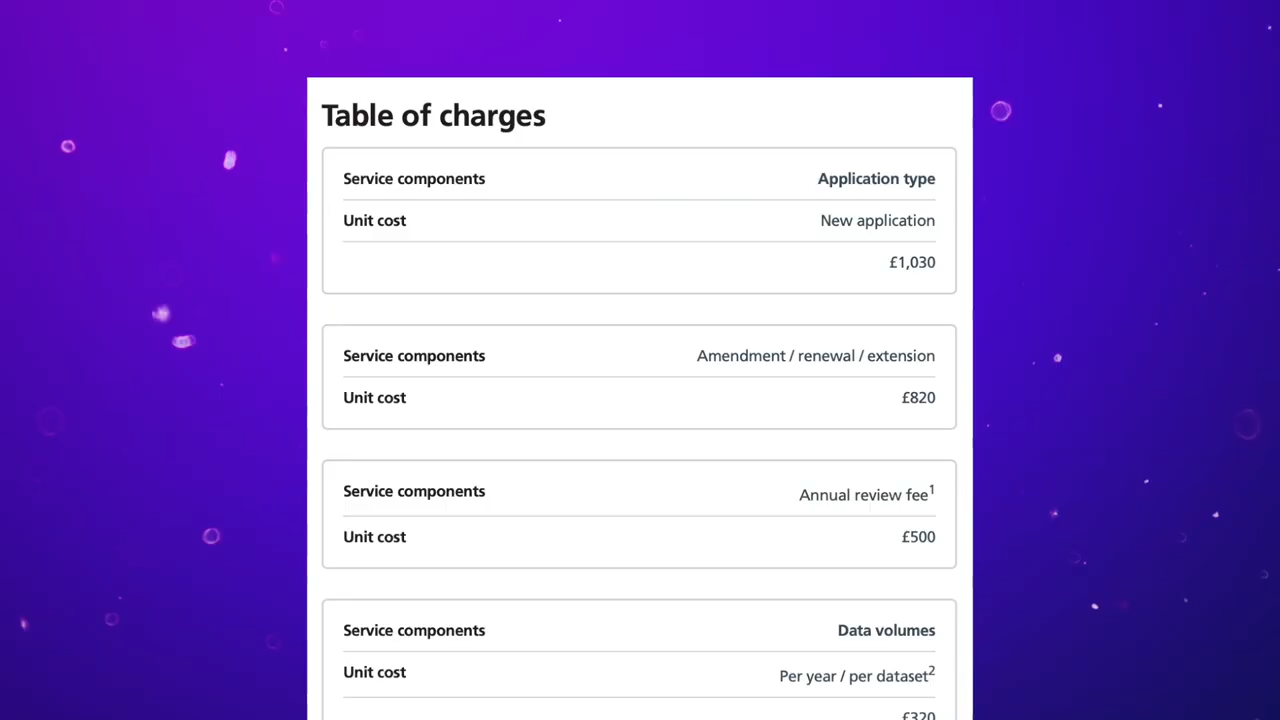 Table of charges
Service components Application type
Unit cost New application
£1,030
Service components Amendment / renewal / extension
Unit cost £820
Service components Annual review fee¹
Unit cost £500
Service components Data volumes
Unit cost Per year / per dataset²
£320